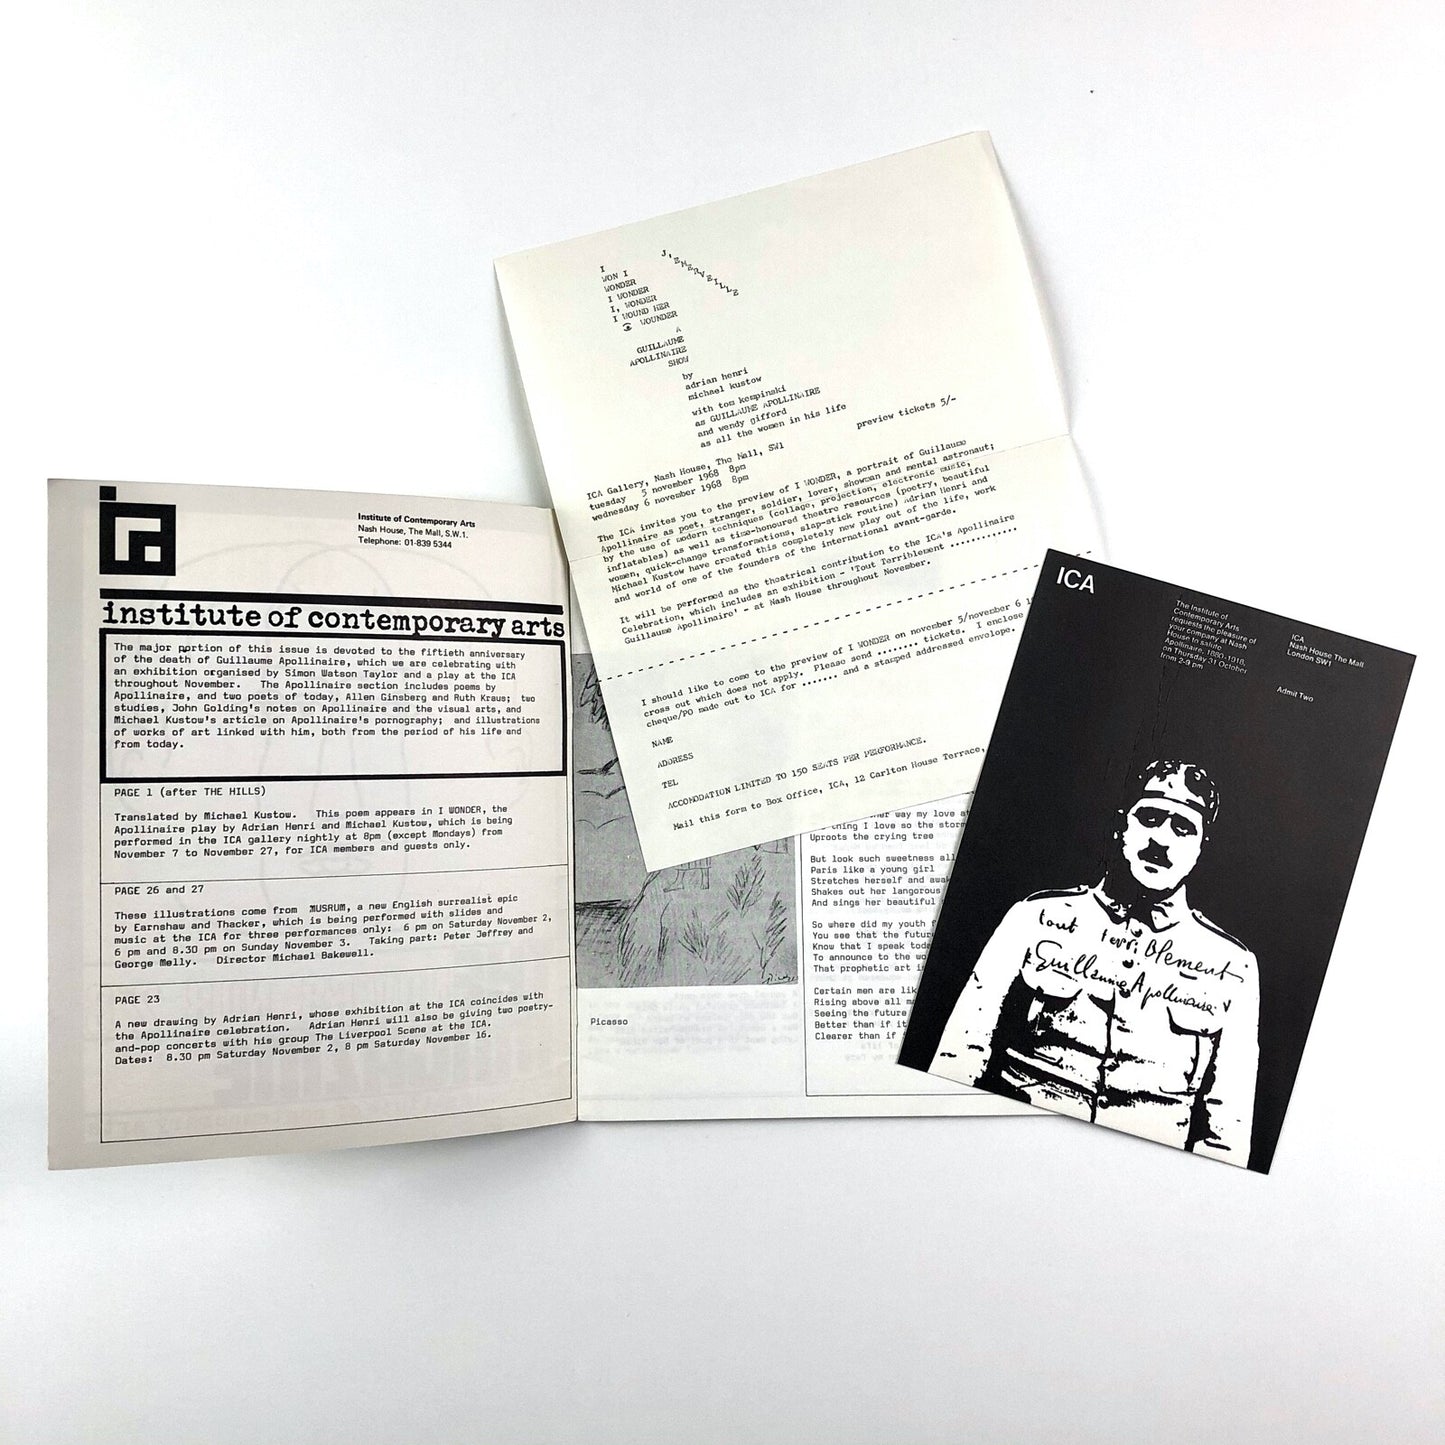 ica
Institute of Contemporary Arts
Nash House, The Mall, S.W.1.
Telephone: 01-839 5344
institute of contemporary arts
The major portion of this issue is devoted to the fiftieth anniversary
of the death of Guillaume Apollinaire, which we are celebrating with
an exhibition organised by Simon Watson Taylor and a play at the ICA
throughout November. The Apollinaire section includes poems by
Apollinaire, and two poets of today, Allen Ginsberg and Ruth Kraus; two
studies, John Golding's notes on Apollinaire and the visual arts, and
Michael Kustow's article on Apollinaire's pornography; and illustrations
of works of art linked with him, both from the period of his life and
from today.
PAGE 1 (after THE HILLS)
Translated by Michael Kustow. This poem appears in I WONDER, the
Apollinaire play by Adrian Henri and Michael Kustow, which is being
performed in the ICA gallery nightly at 8pm (except Mondays) from
November 7 to November 27, for ICA members and guests only.
PAGE 26 and 27
These illustrations come from MUSRUM, a new English surrealist epic
by Earnshaw and Thacker, which is being performed with slides and
music at the ICA for three performances only: 6 pm on Saturday November 2,
6 pm and 8.30 pm on Sunday November 3. Taking part: Peter Jeffrey and
George Melly. Director Michael Bakewell.
PAGE 23
A new drawing by Adrian Henri, whose exhibition at the ICA coincides with
the Apollinaire celebration. Adrian Henri will also be giving two poetry-
and-pop concerts with his group The Liverpool Scene at the ICA.
Dates: 8.30 pm Saturday November 2, 8 pm Saturday November 16.
I
WON I
WONDER
I WONDER
I, WONDER
I WOUND HER
WOUNDER
J'EMERVEILLE
A
GUILLAUME
APOLLINAIRE
SHOW
by
adrian henri
michael kustow
with tom kempinski
as GUILLAUME APOLLINAIRE
and wendy gifford
as all the women in his life
preview tickets 5/-
ICA Gallery, Nash House, The Mall, SW1
tuesday 5 november 1968 8pm
wednesday 6 november 1968 8pm
The ICA invites you to the preview of I WONDER, a portrait of Guillaume
Apollinaire as poet, stranger, soldier, lover, showman and mental astronaut;
by the use of modern techniques (collage, projection, electronic music,
inflatables) as well as time-honoured theatre resources (poetry, beautiful
women, quick-change transformations, slap-stick routine) Adrian Henri and
Michael Kustow have created this completely new play out of the life, work
and world of one of the founders of the international avant-garde.
It will be performed as the theatrical contribution to the ICA's Apollinaire
Celebration, which includes an exhibition - 'Tout Terriblement .............
Guillaume Apollinaire' - at Nash House throughout November.
I should like to come to the preview of I WONDER on november 5/november 6
cross out which does not apply. Please send ........ tickets. I enclose
cheque/PO made out to ICA for ....... and a stamped addressed envelope.
NAME
ADDRESS
TEL
ACCOMODATION LIMITED TO 150 SEATS PER PERFORMANCE.
Mail this form to Box Office, ICA, 12 Carlton House Terrace,
Picasso
way my love
thing I love so the storm
Uproots the crying tree
But look such sweetness all
Paris like a young girl
Stretches herself and
Shakes out her langorous
And sings her beautiful
So where did my youth
You see that the future
Know that I speak today
To announce to the
That prophetic art
Certain men are
Rising above all
Seeing the future
Better than if
Clearer than if
ICA
The Institute of
Contemporary Arts
requests the pleasure of
your company at Nash
House to salute
Apollinaire, 1880-1918,
on Thursday 31 October
from 2-9 pm
ICA
Nash House The Mall
London SW1
Admit Two
tout terriBlement
Guillaume Apollinaire